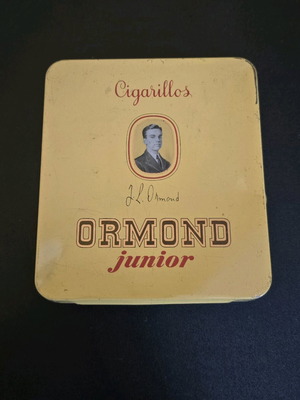 Cigarillos
J. L. Ormond
ORMOND
junior